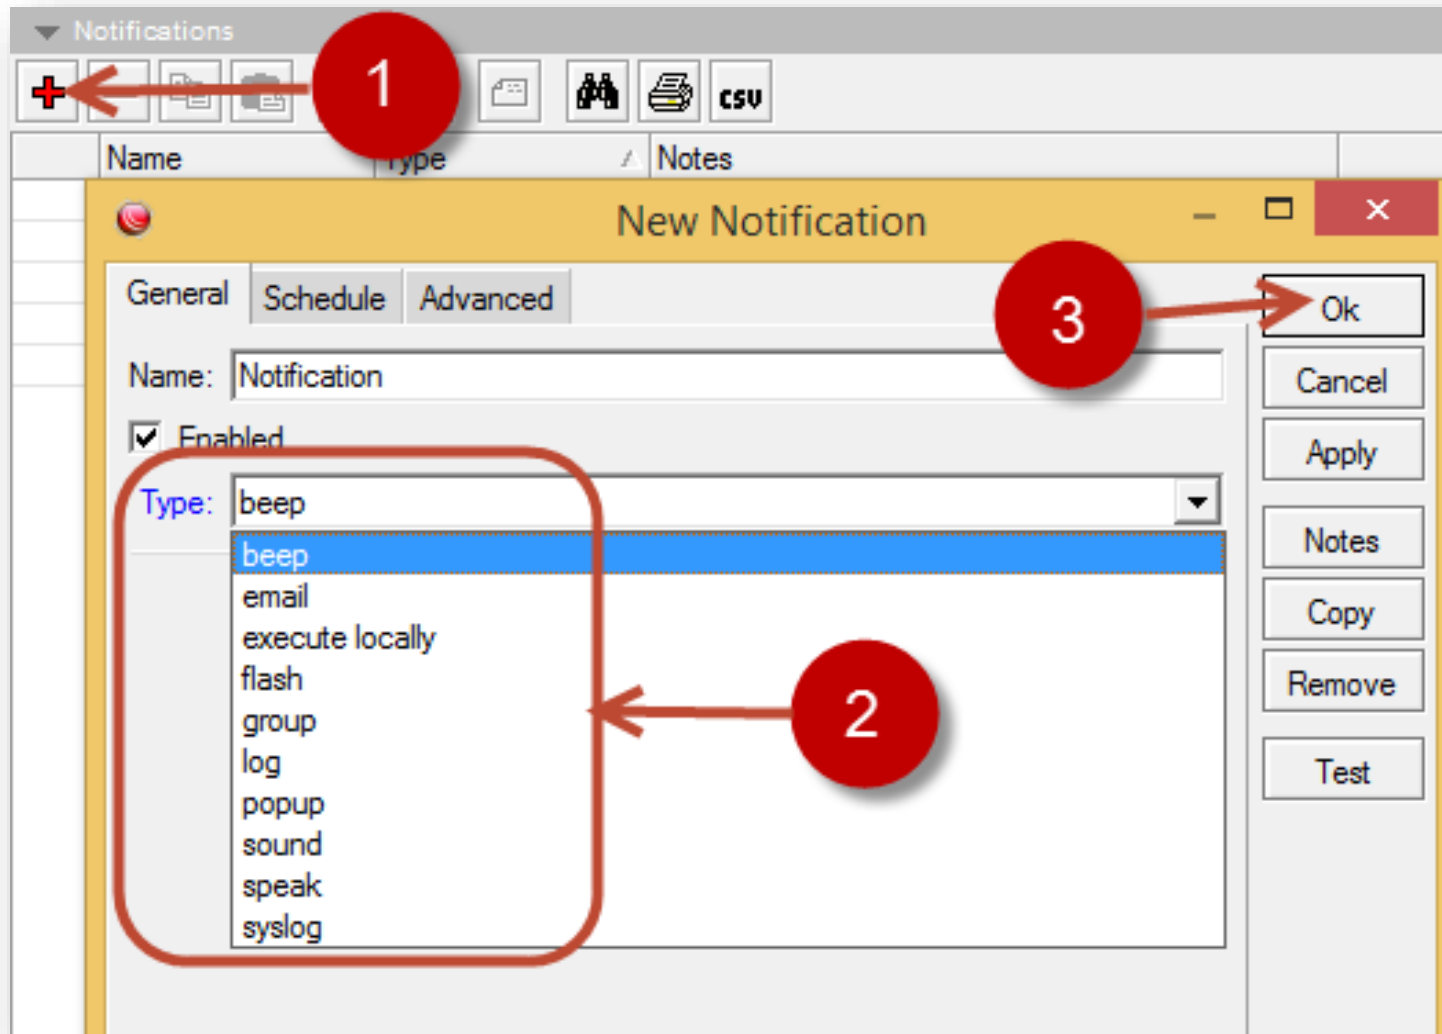 Notifications
1
csv
Name Type Notes
New Notification
General Schedule Advanced
3
Ok
Name: Notification
Cancel
Enabled
Apply
Type: beep
beep
Notes
email
execute locally
Copy
flash
Remove
group
2
log
Test
popup
sound
speak
syslog